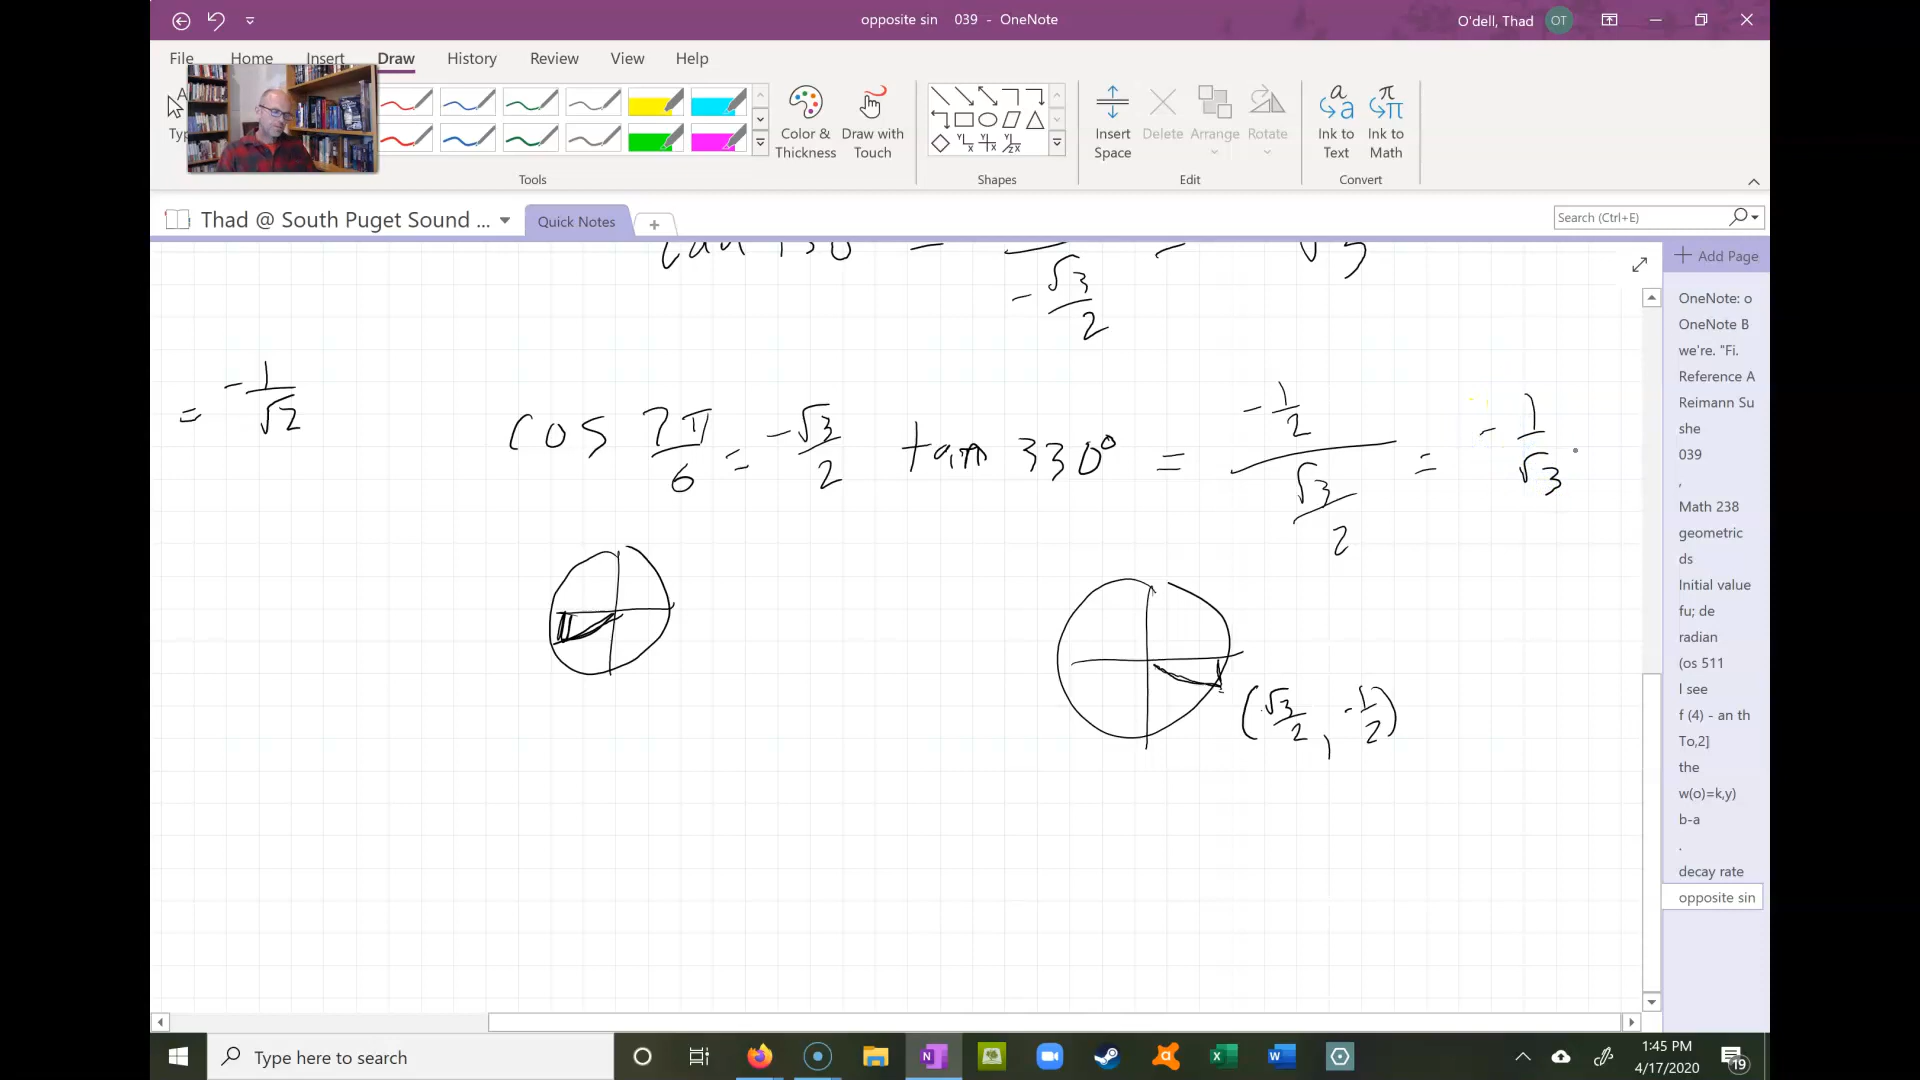 opposite sin 039 - OneNote
O'dell, Thad OT
File Home Insert Draw History Review View Help
Color & Thickness
Draw with Touch
Insert Space
Delete
Arrange
Rotate
Ink to Text
Ink to Math
Tools
Shapes
Edit
Convert
Thad @ South Puget Sound ...
Quick Notes
Search (Ctrl+E)
Add Page
OneNote: o
OneNote B
we're. "Fi.
Reference A
Reimann Su
she
039
,
Math 238
geometric
ds
Initial value
fu; de
radian
(os 511
I see
f (4) - an th
To,2]
the
w(o)=k,y)
b-a
.
decay rate
opposite sin
-√3/2
= -1/√2
cos 7π/6 = -√3/2
tan 330° = (-1/2)/(√3/2) = -1/√3
(√3/2, -1/2)
Type here to search
1:45 PM
4/17/2020
19